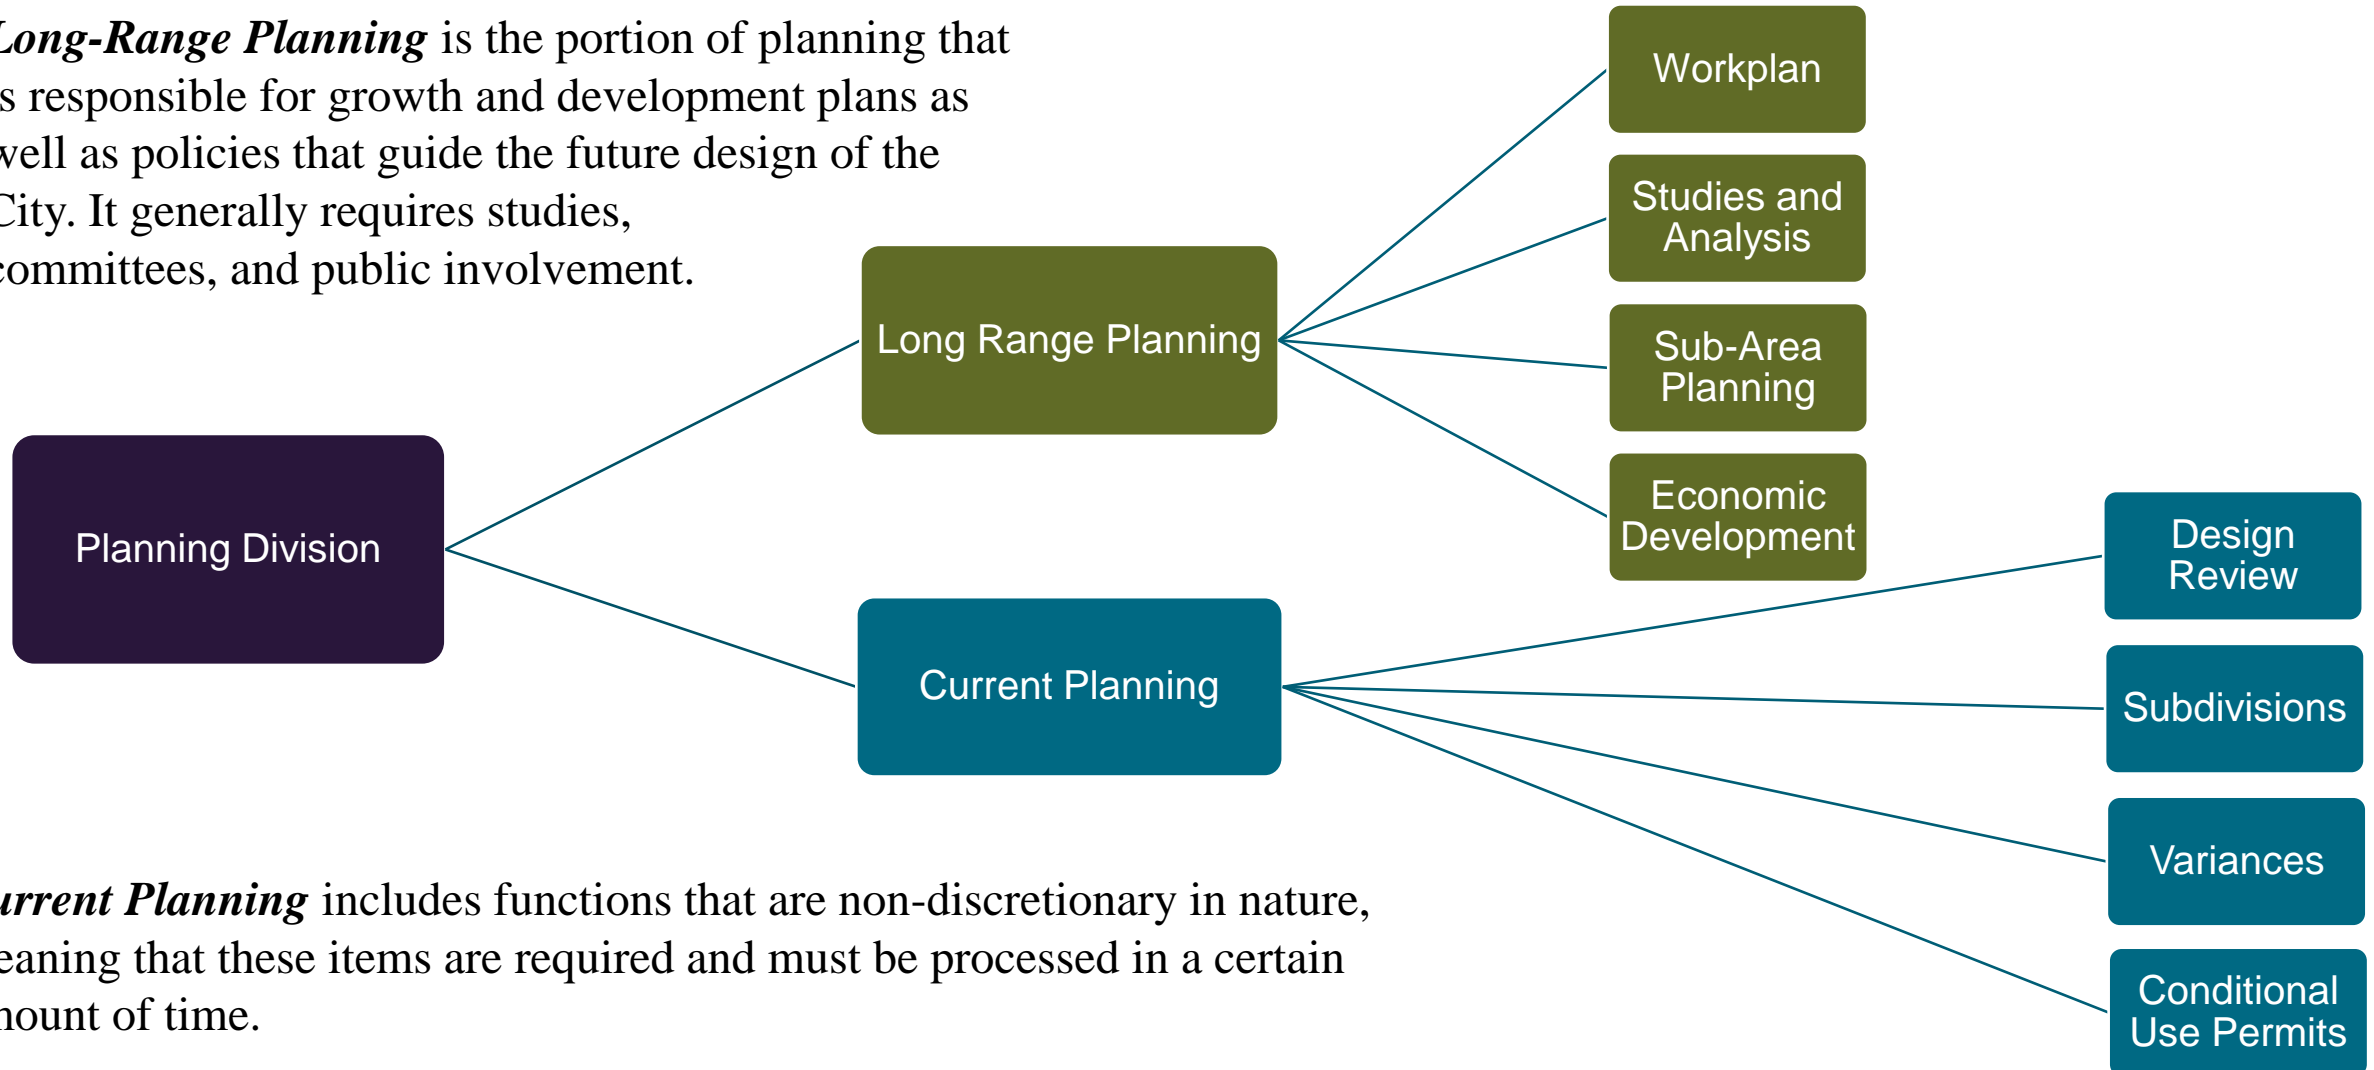 Long-Range Planning is the portion of planning that
is responsible for growth and development plans as
well as policies that guide the future design of the
City. It generally requires studies,
committees, and public involvement.
Planning Division
Long Range Planning
Workplan
Studies and
Analysis
Sub-Area
Planning
Economic
Development
Current Planning
Design
Review
Subdivisions
Variances
Conditional
Use Permits
urrent Planning includes functions that are non-discretionary in nature,
eaning that these items are required and must be processed in a certain
mount of time.